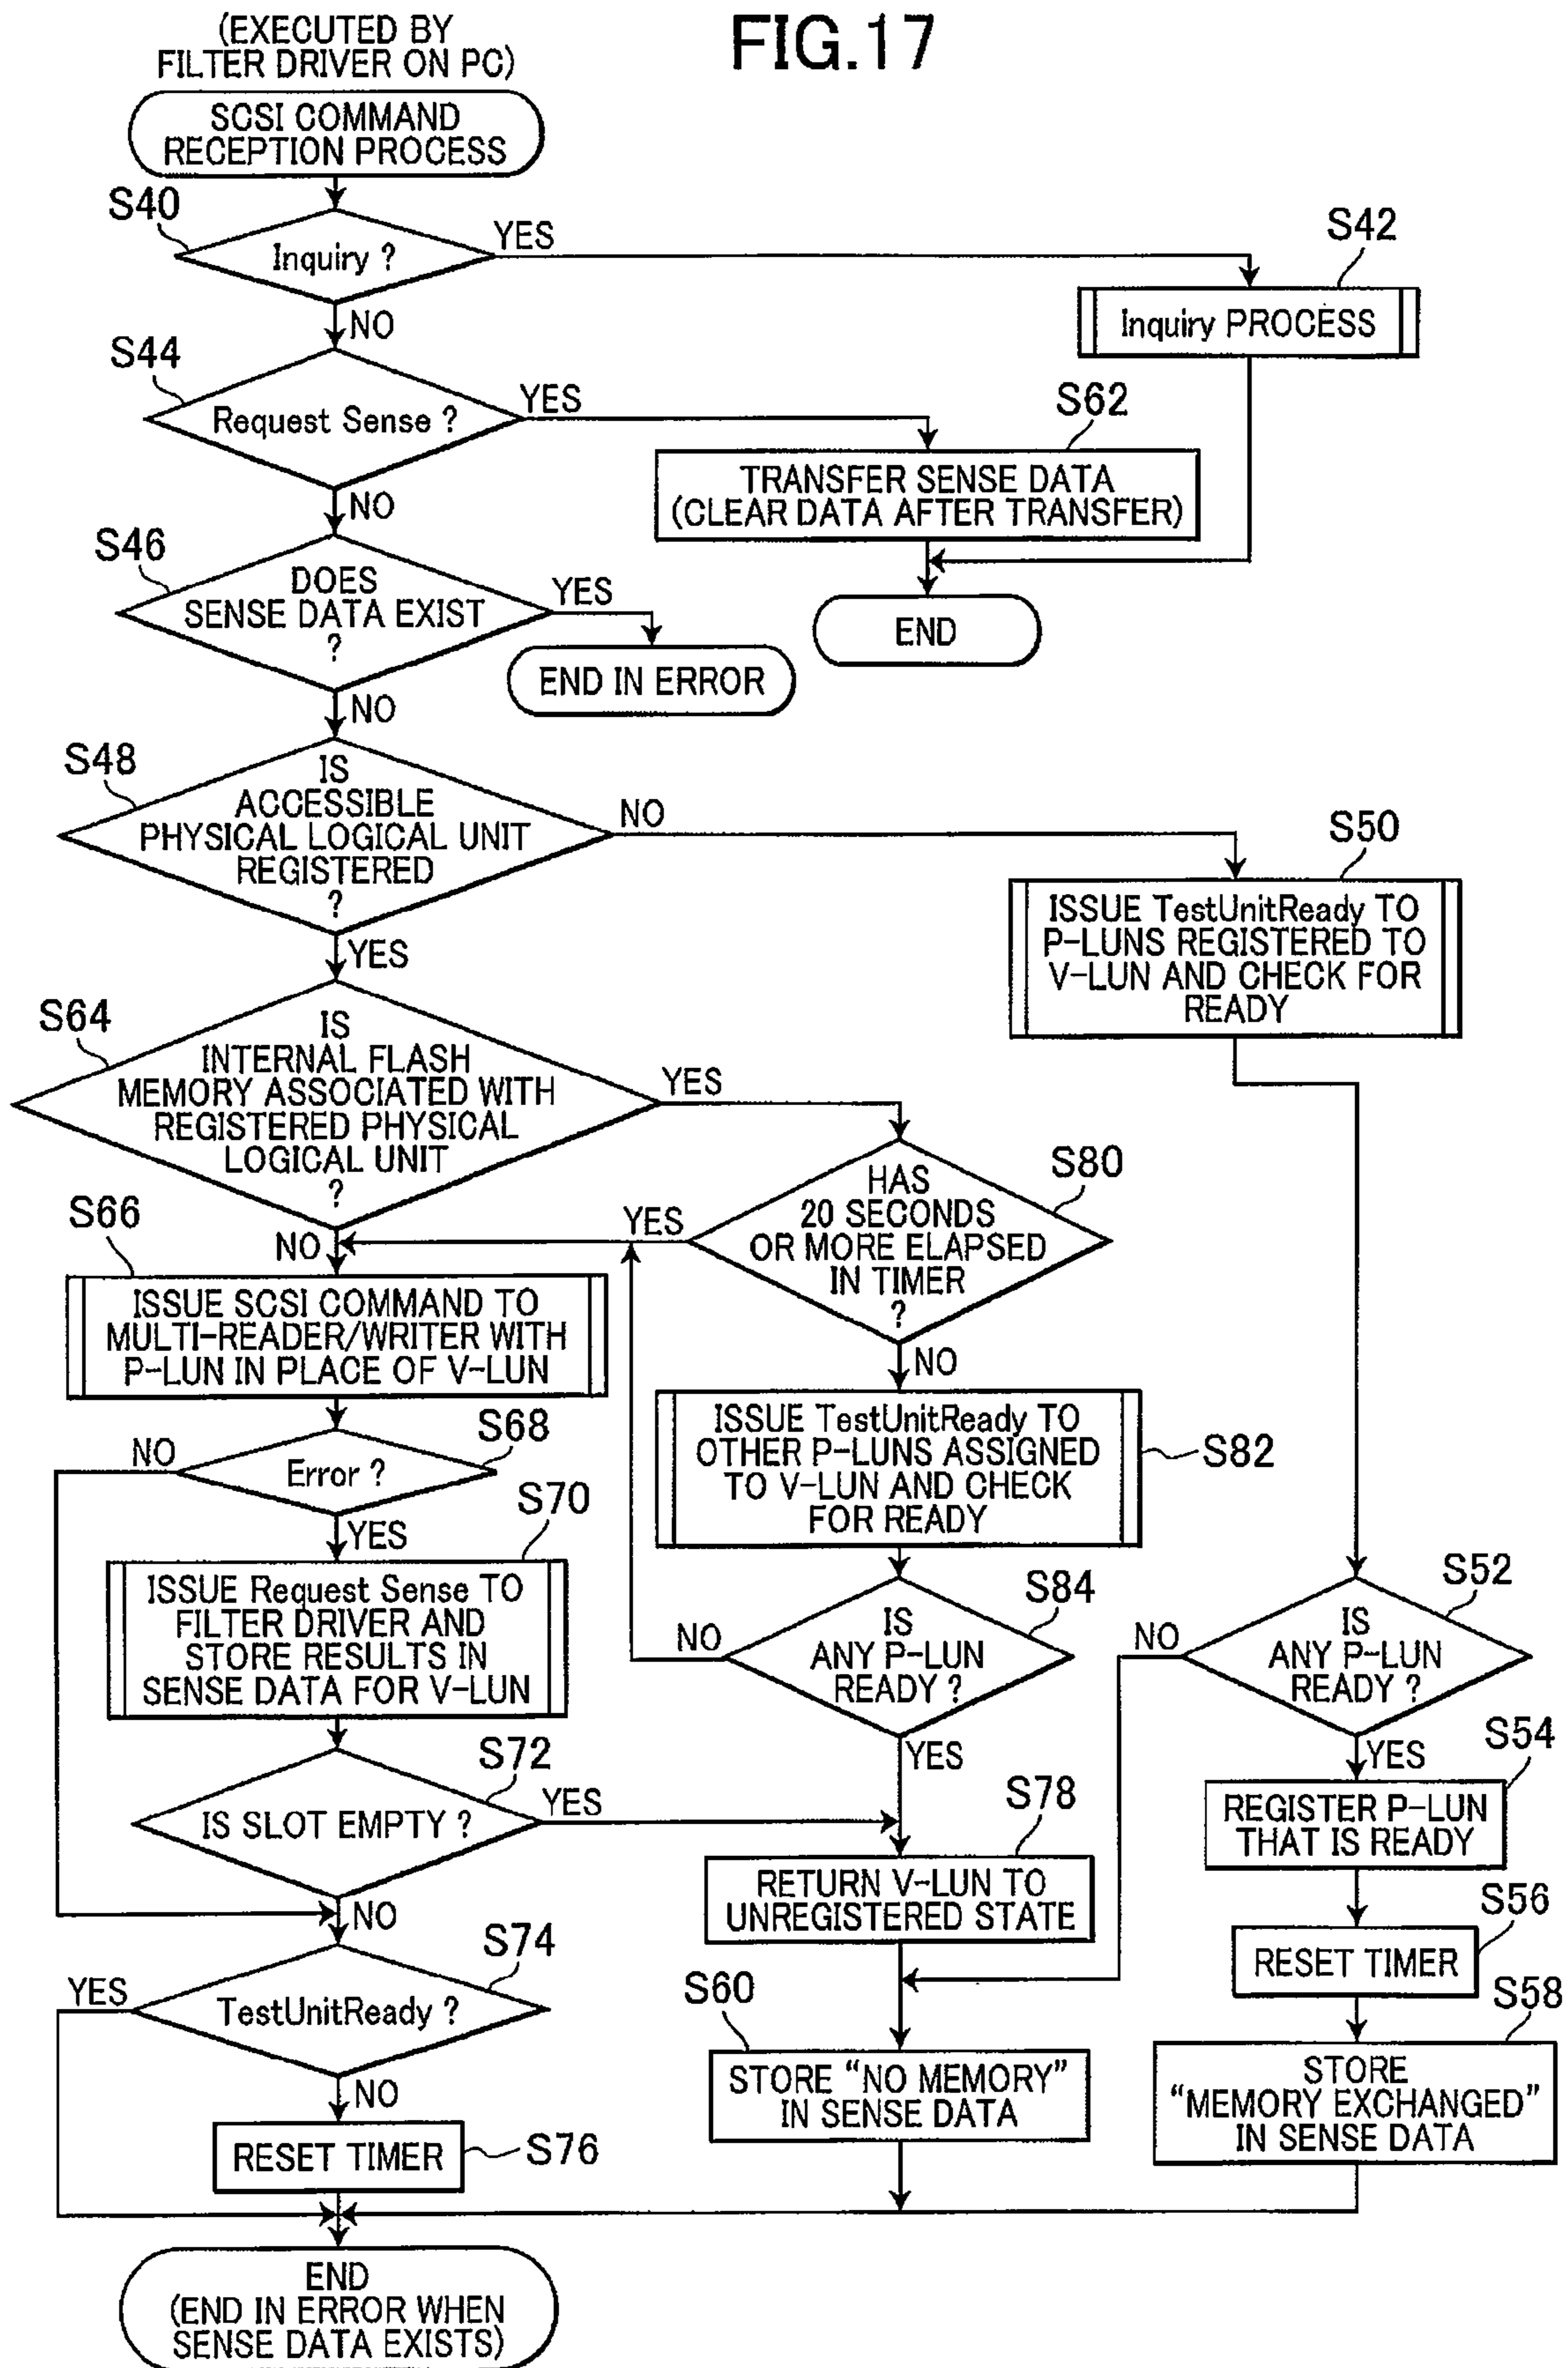 FIG.17
(EXECUTED BY
FILTER DRIVER ON PC)
SCSI COMMAND
RECEPTION PROCESS
S40
Inquiry ?
YES
NO
S42
Inquiry PROCESS
S44
Request Sense ?
YES
NO
S62
TRANSFER SENSE DATA
(CLEAR DATA AFTER TRANSFER)
END
S46
DOES
SENSE DATA EXIST
?
YES
END IN ERROR
NO
S48
IS
ACCESSIBLE
PHYSICAL LOGICAL UNIT
REGISTERED
?
NO
YES
S50
ISSUE TestUnitReady TO
P-LUNS REGISTERED TO
V-LUN AND CHECK FOR
READY
S64
IS
INTERNAL FLASH
MEMORY ASSOCIATED WITH
REGISTERED PHYSICAL
LOGICAL UNIT
?
YES
NO
S80
HAS
20 SECONDS
OR MORE ELAPSED
IN TIMER
?
YES
NO
S66
ISSUE SCSI COMMAND TO
MULTI-READER/WRITER WITH
P-LUN IN PLACE OF V-LUN
S82
ISSUE TestUnitReady TO
OTHER P-LUNS ASSIGNED
TO V-LUN AND CHECK
FOR READY
S68
Error ?
NO
YES
S70
ISSUE Request Sense TO
FILTER DRIVER AND
STORE RESULTS IN
SENSE DATA FOR V-LUN
S84
IS
ANY P-LUN
READY ?
NO
YES
S52
IS
ANY P-LUN
READY ?
NO
YES
S72
IS SLOT EMPTY ?
YES
NO
S78
RETURN V-LUN TO
UNREGISTERED STATE
S54
REGISTER P-LUN
THAT IS READY
S56
RESET TIMER
S74
TestUnitReady ?
YES
NO
S60
STORE “NO MEMORY”
IN SENSE DATA
S58
STORE
“MEMORY EXCHANGED”
IN SENSE DATA
S76
RESET TIMER
END
(END IN ERROR WHEN
SENSE DATA EXISTS)